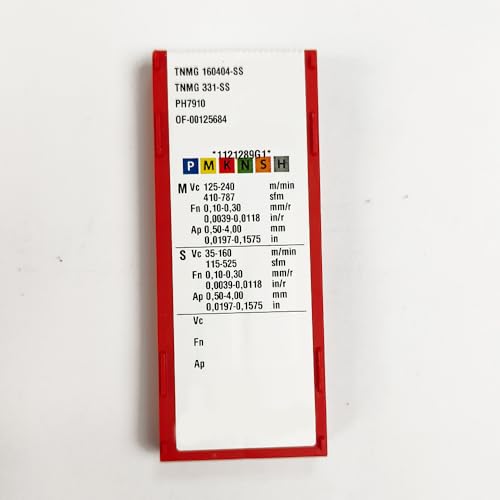 TNMG 160404-SS
TNMG 331-SS
PH7910
OF-00125684
*1121289G1*
P M K N S H
M Vc 125-240 m/min
410-787 sfm
Fn 0,10-0,30 mm/r
0,0039-0,0118 in/r
Ap 0,50-4,00 mm
0,0197-0,1575 in
S Vc 35-160 m/min
115-525 sfm
Fn 0,10-0,30 mm/r
0,0039-0,0118 in/r
Ap 0,50-4,00 mm
0,0197-0,1575 in
Vc
Fn
Ap